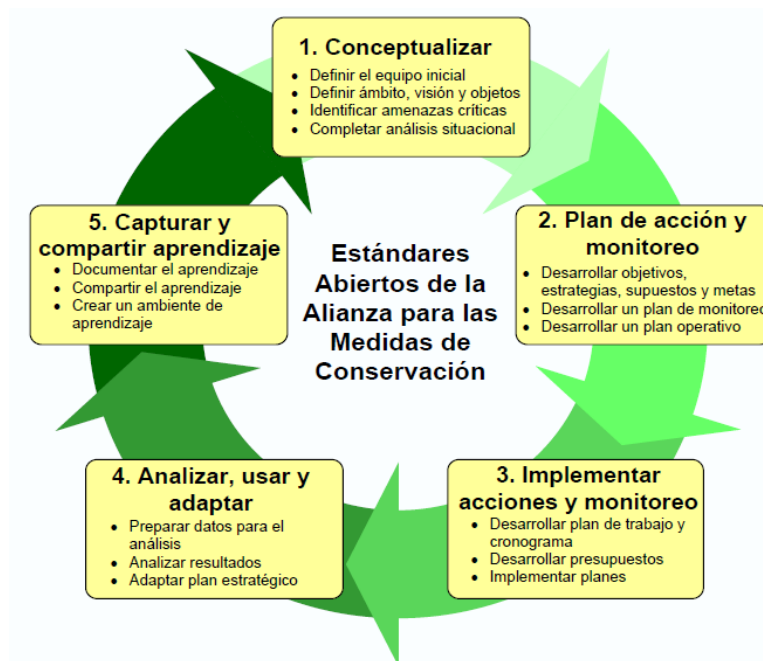 1. Conceptualizar
• Definir el equipo inicial
• Definir ámbito, visión y objetos
• Identificar amenazas críticas
• Completar análisis situacional
2. Plan de acción y
monitoreo
• Desarrollar objetivos,
estrategias, supuestos y metas
• Desarrollar un plan de monitoreo
• Desarrollar un plan operativo
3. Implementar
acciones y monitoreo
• Desarrollar plan de trabajo y
cronograma
• Desarrollar presupuestos
• Implementar planes
4. Analizar, usar y
adaptar
• Preparar datos para el
análisis
• Analizar resultados
• Adaptar plan estratégico
5. Capturar y
compartir aprendizaje
• Documentar el aprendizaje
• Compartir el aprendizaje
• Crear un ambiente de
aprendizaje
Estándares
Abiertos de la
Alianza para las
Medidas de
Conservación